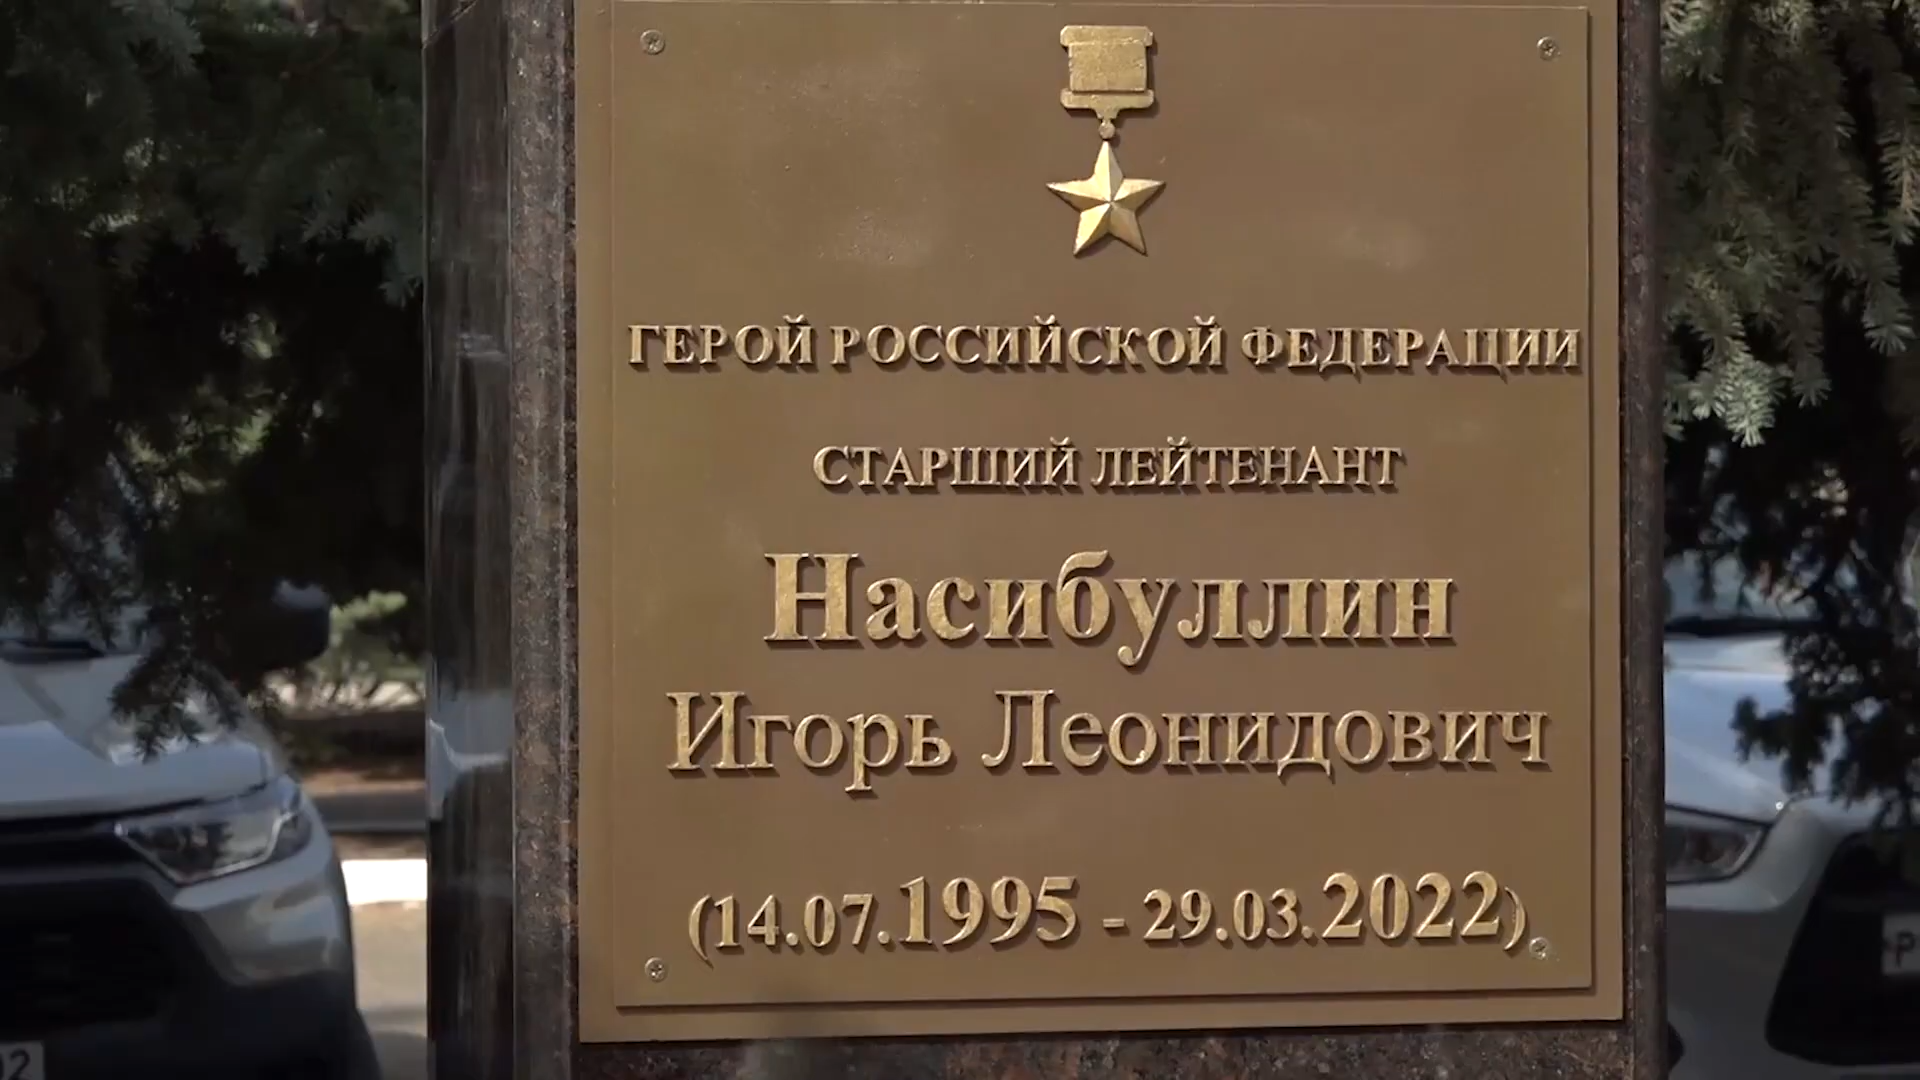 ГЕРОЙ РОССИЙСКОЙ ФЕДЕРАЦИИ
СТАРШИЙ ЛЕЙТЕНАНТ
Насибуллин
Игорь Леонидович
(14.07.1995 - 29.03.2022)